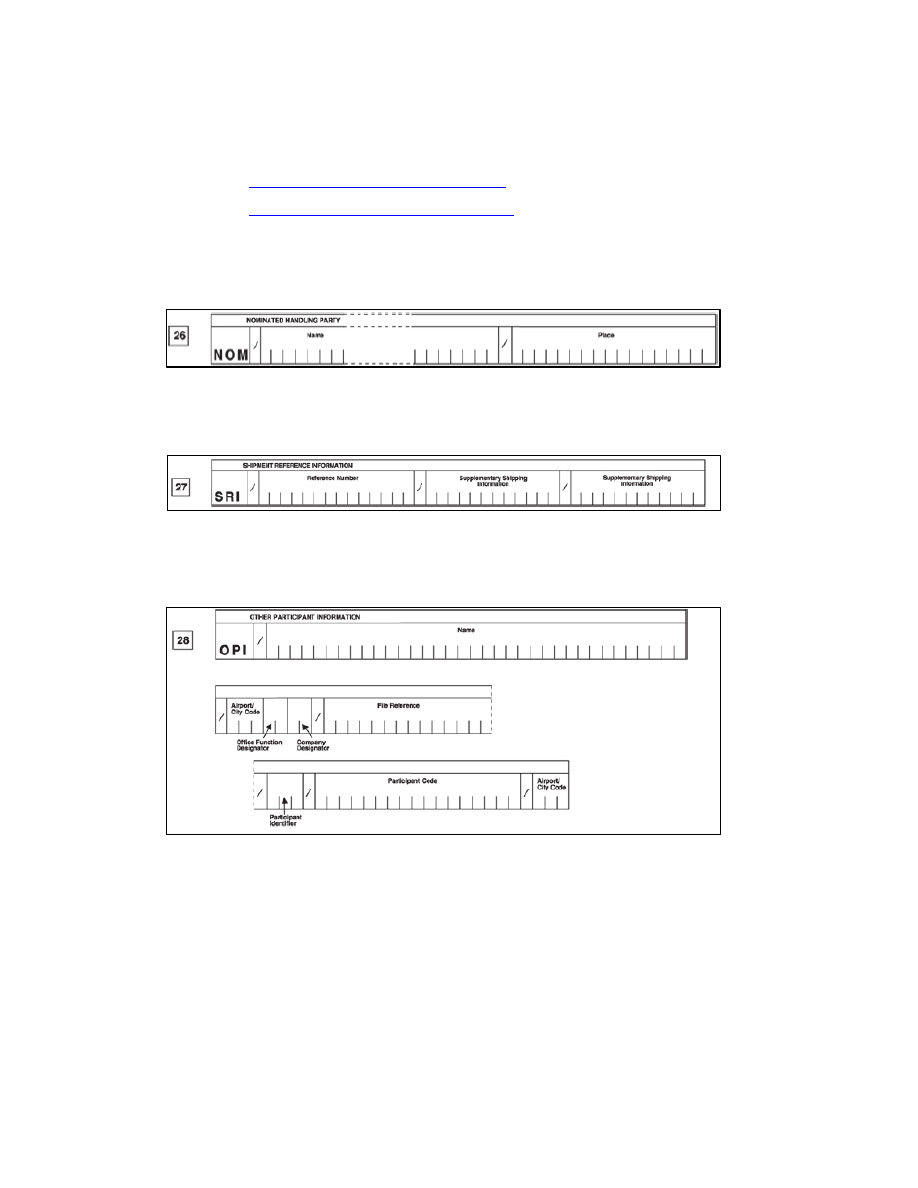 NOMINATED HANDLING PARTY
26
Name
Place
NOM / /
SHIPMENT REFERENCE INFORMATION
27
Reference Number
Supplementary Shipping
Information
Supplementary Shipping
Information
SRI / / /
OTHER PARTICIPANT INFORMATION
28
Name
OPI /
Airport/
City Code
File Reference
/ /
Office Function
Designator
Company
Designator
Participant Code
Airport/
City Code
/ / /
Participant
Identifier